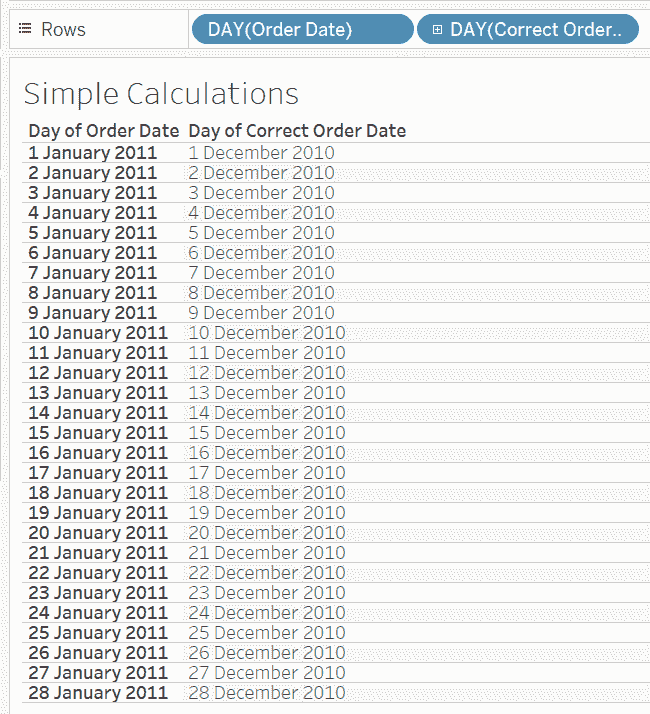 Rows DAY(Order Date) DAY(Correct Order..
Simple Calculations
Day of Order Date Day of Correct Order Date
1 January 2011 1 December 2010
2 January 2011 2 December 2010
3 January 2011 3 December 2010
4 January 2011 4 December 2010
5 January 2011 5 December 2010
6 January 2011 6 December 2010
7 January 2011 7 December 2010
8 January 2011 8 December 2010
9 January 2011 9 December 2010
10 January 2011 10 December 2010
11 January 2011 11 December 2010
12 January 2011 12 December 2010
13 January 2011 13 December 2010
14 January 2011 14 December 2010
15 January 2011 15 December 2010
16 January 2011 16 December 2010
17 January 2011 17 December 2010
18 January 2011 18 December 2010
19 January 2011 19 December 2010
20 January 2011 20 December 2010
21 January 2011 21 December 2010
22 January 2011 22 December 2010
23 January 2011 23 December 2010
24 January 2011 24 December 2010
25 January 2011 25 December 2010
26 January 2011 26 December 2010
27 January 2011 27 December 2010
28 January 2011 28 December 2010